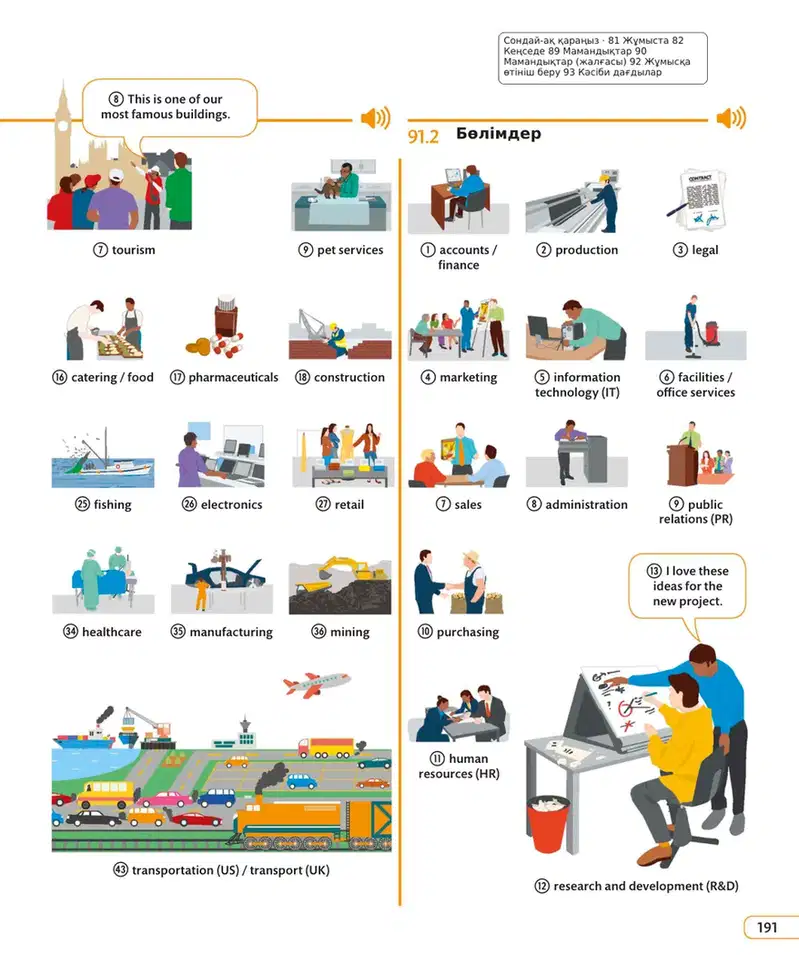 Сондай-ақ қараңыз · 81 Жұмыста 82
Кеңседе 89 Мамандықтар 90
Мамандықтар (жалғасы) 92 Жұмысқа
өтініш беру 93 Кәсіби дағдылар
⑧ This is one of our
most famous buildings.
⑦ tourism
⑨ pet services
⑯ catering / food
⑰ pharmaceuticals
⑱ construction
㉕ fishing
㉖ electronics
㉗ retail
㉞ healthcare
㉟ manufacturing
㊱ mining
㊸ transportation (US) / transport (UK)
91.2 Бөлімдер
① accounts /
finance
② production
CONTRACT
③ legal
④ marketing
⑤ information
technology (IT)
⑥ facilities /
office services
⑦ sales
⑧ administration
⑨ public
relations (PR)
⑩ purchasing
⑪ human
resources (HR)
⑬ I love these
ideas for the
new project.
⑫ research and development (R&D)
191